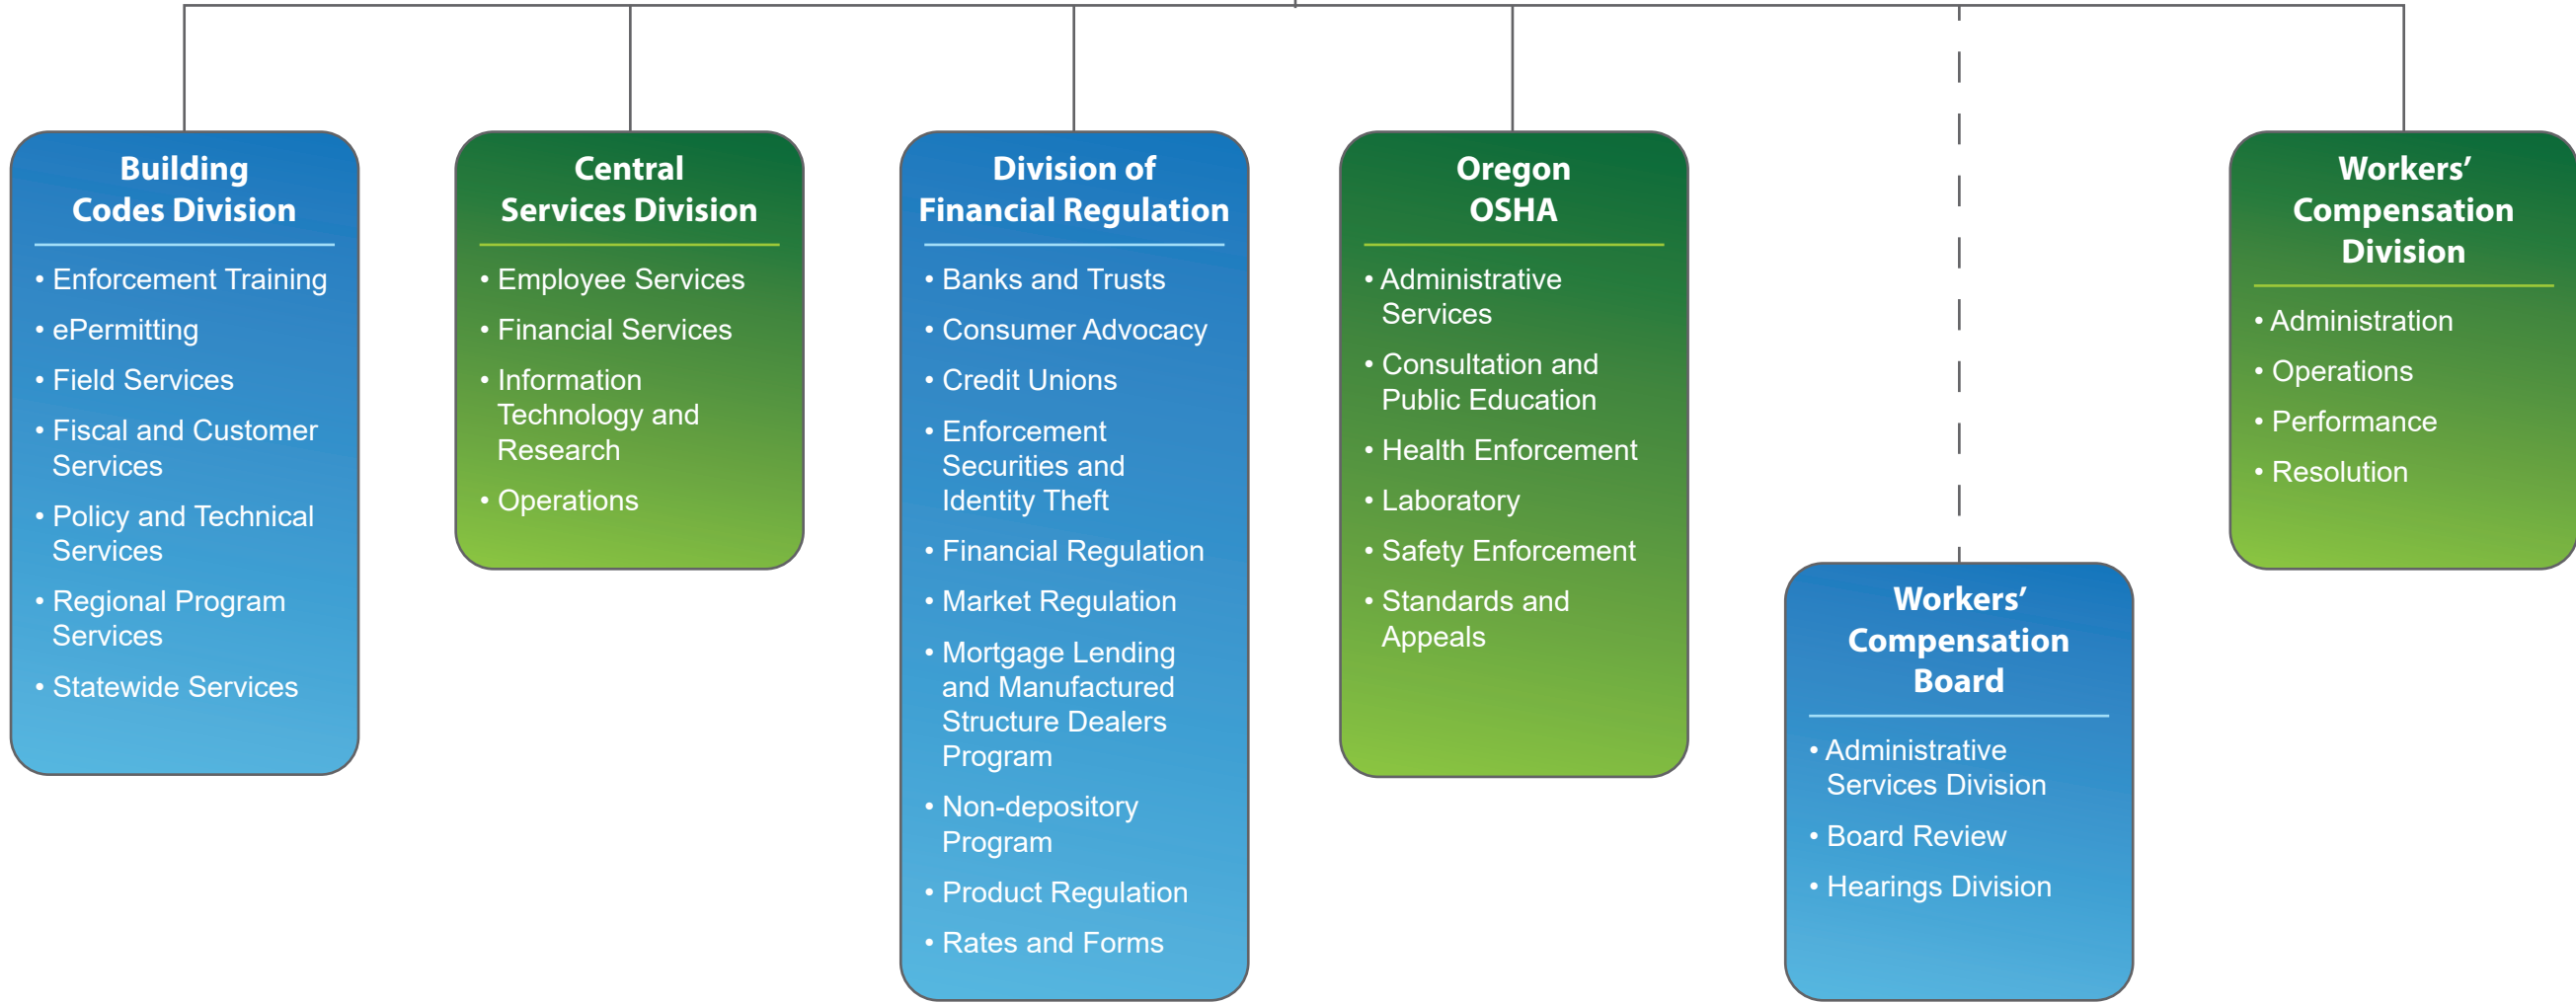 Building
Codes Division
• Enforcement Training
• ePermitting
• Field Services
• Fiscal and Customer
Services
• Policy and Technical
Services
• Regional Program
Services
• Statewide Services
Central
Services Division
• Employee Services
• Financial Services
• Information
Technology and
Research
• Operations
Division of
Financial Regulation
• Banks and Trusts
• Consumer Advocacy
• Credit Unions
• Enforcement
Securities and
Identity Theft
• Financial Regulation
• Market Regulation
• Mortgage Lending
and Manufactured
Structure Dealers
Program
• Non-depository
Program
• Product Regulation
• Rates and Forms
Oregon
OSHA
• Administrative
Services
• Consultation and
Public Education
• Health Enforcement
• Laboratory
• Safety Enforcement
• Standards and
Appeals
Workers’
Compensation
Board
• Administrative
Services Division
• Board Review
• Hearings Division
Workers’
Compensation
Division
• Administration
• Operations
• Performance
• Resolution